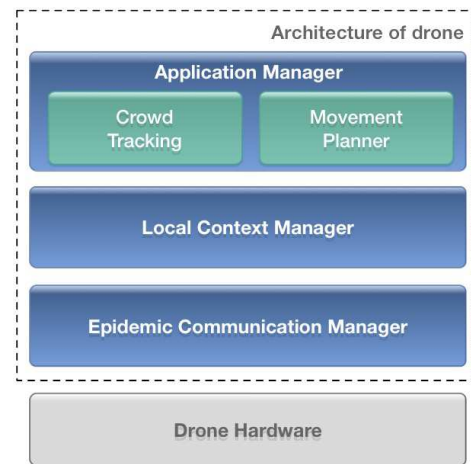 Architecture of drone
Application Manager
Crowd
Tracking
Movement
Planner
Local Context Manager
Epidemic Communication Manager
Drone Hardware